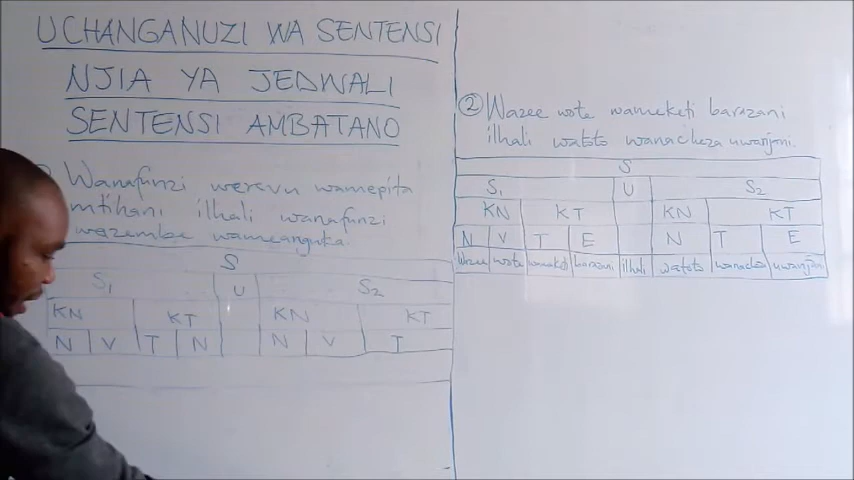 UCHANGANUZI WA SENTENSI
NJIA YA JEDWALI
SENTENSI AMBATANO
Wanafunzi werevu wamepita
mtihani ilhali wanafunzi
wazembe wameanguka.
S
S1 U S2
KN KT KN KT
N V T N N V T
② Wazee wote wameketi barazani
ilhali watoto wanacheza uwanjani.
S
S1 U S2
KN KT KN KT
N V T E N T E
Wazee wote wameketi barazani ilhali watoto wanacheza uwanjani